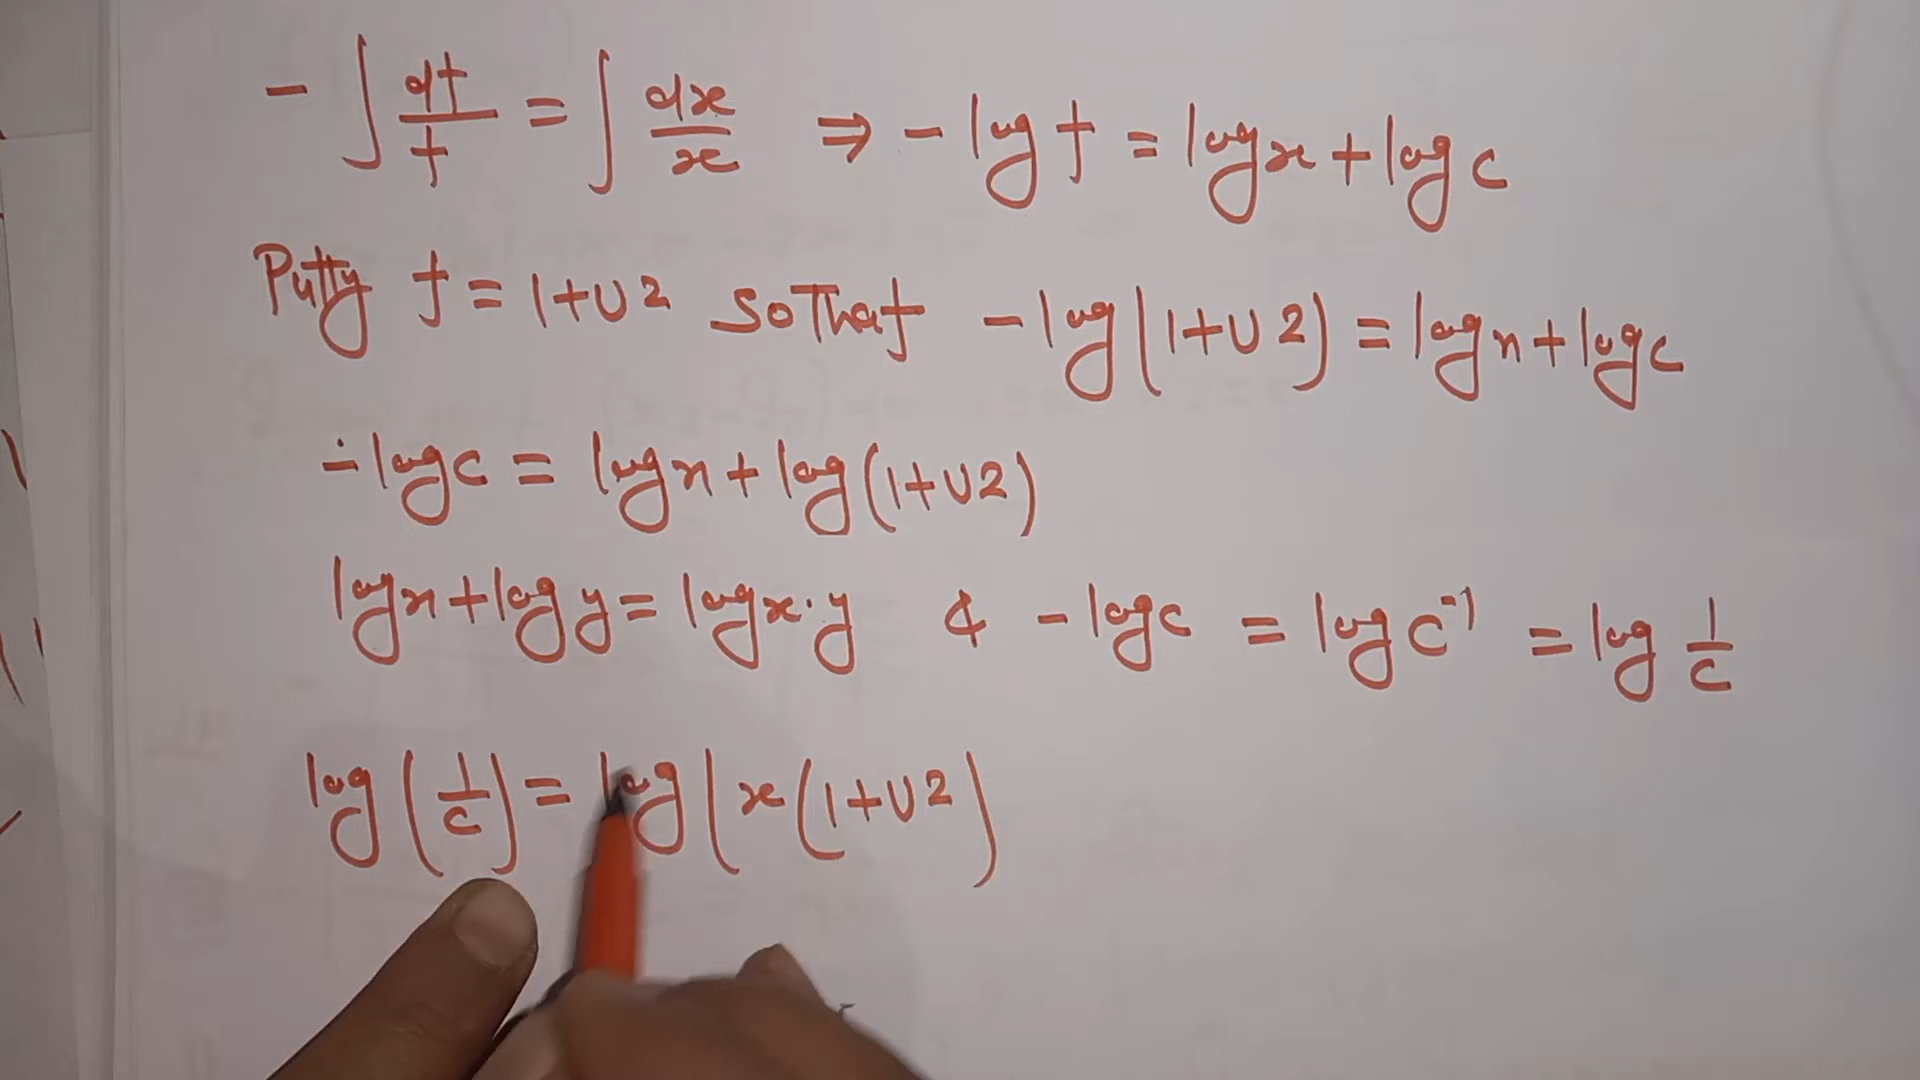 - ∫ dt/t = ∫ dx/x ⇒ - log t = log x + log c
Putty t = 1+U2 so That - log(1+U2) = log x + log c
- log c = log x + log(1+U2)
log x + log y = log x·y & - log c = log c⁻¹ = log 1/c
log(1/c) = log(x(1+U2)